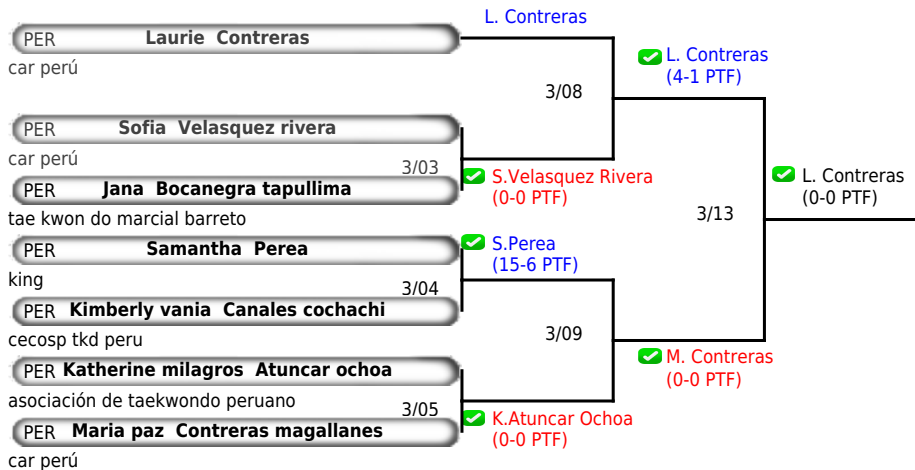 L. Contreras
PER Laurie Contreras
car perú
L. Contreras
(4-1 PTF)
3/08
PER Sofia Velasquez rivera
car perú
3/03
S.Velasquez Rivera
(0-0 PTF)
PER Jana Bocanegra tapullima
tae kwon do marcial barreto
L. Contreras
(0-0 PTF)
3/13
PER Samantha Perea
king
S.Perea
(15-6 PTF)
3/04
PER Kimberly vania Canales cochachi
cecosp tkd peru
3/09
M. Contreras
(0-0 PTF)
PER Katherine milagros Atuncar ochoa
asociación de taekwondo peruano
3/05
K.Atuncar Ochoa
(0-0 PTF)
PER Maria paz Contreras magallanes
car perú